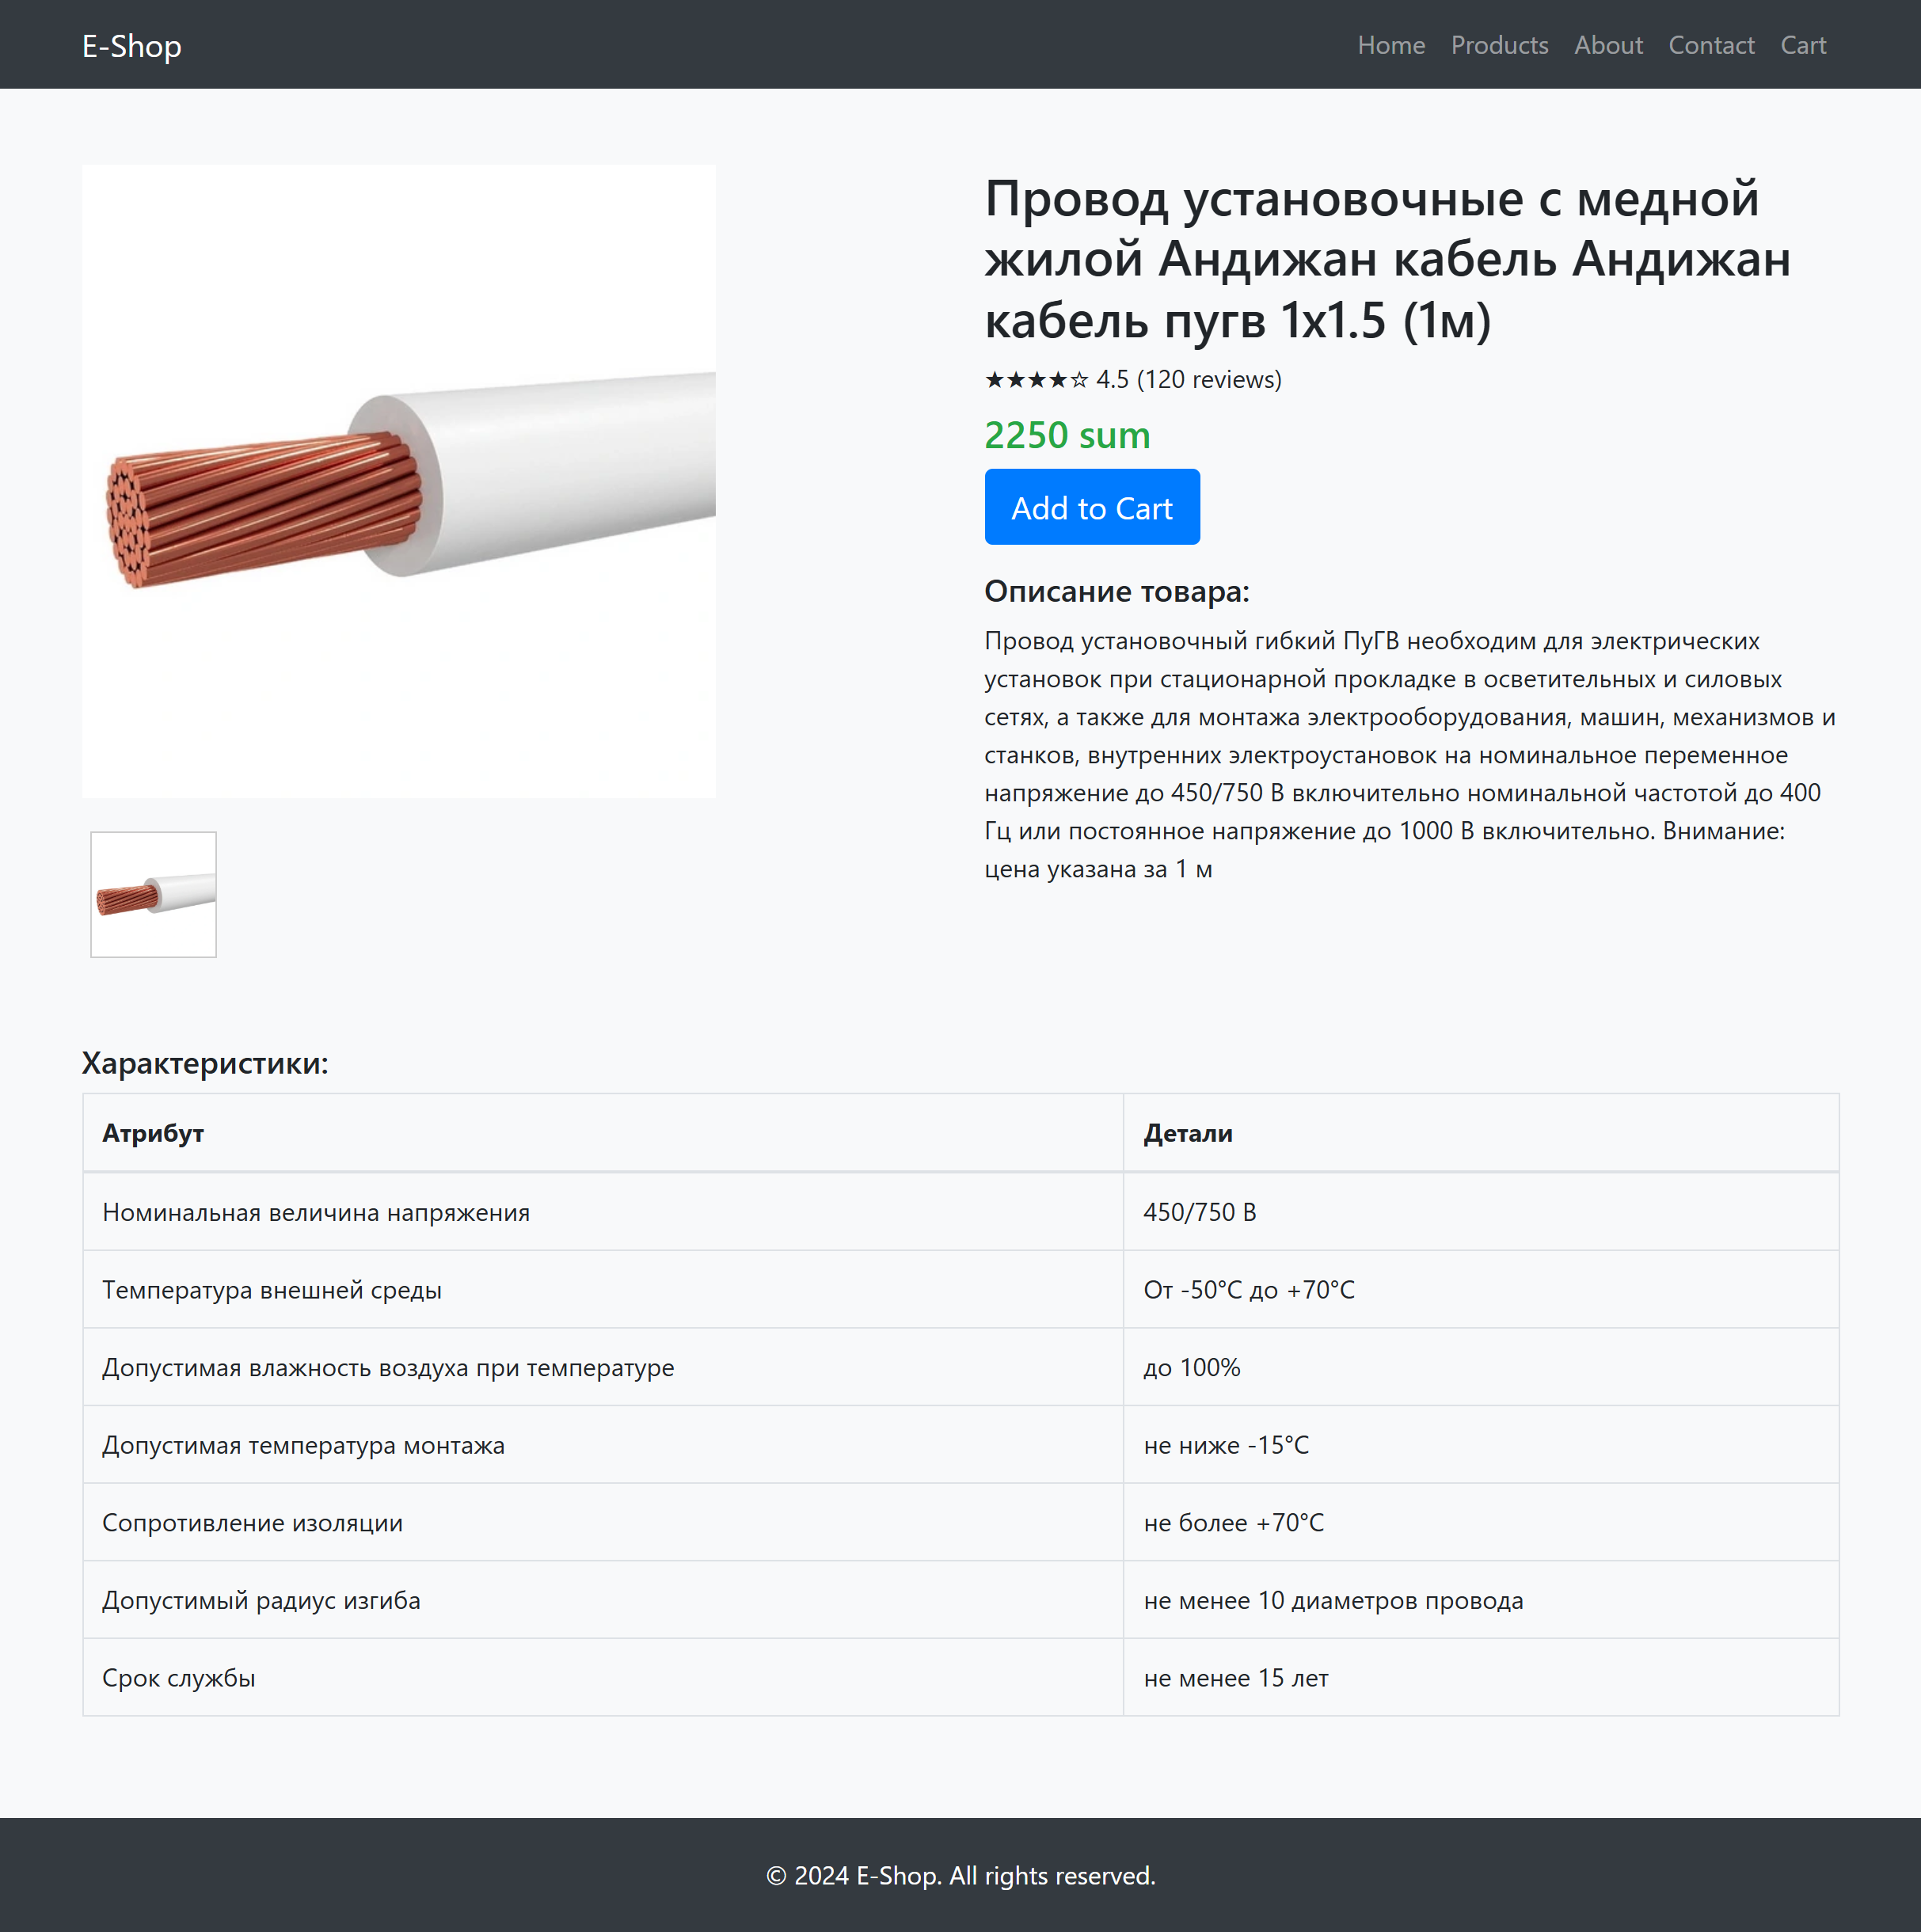 E-Shop
Home Products About Contact Cart
Провод установочные с медной
жилой Андижан кабель Андижан
кабель пугв 1x1.5 (1м)
★★★★☆ 4.5 (120 reviews)
2250 sum
Add to Cart
Описание товара:
Провод установочный гибкий ПуГВ необходим для электрических
установок при стационарной прокладке в осветительных и силовых
сетях, а также для монтажа электрооборудования, машин, механизмов и
станков, внутренних электроустановок на номинальное переменное
напряжение до 450/750 В включительно номинальной частотой до 400
Гц или постоянное напряжение до 1000 В включительно. Внимание:
цена указана за 1 м
Характеристики:
Атрибут Детали
Номинальная величина напряжения 450/750 В
Температура внешней среды От -50°C до +70°C
Допустимая влажность воздуха при температуре до 100%
Допустимая температура монтажа не ниже -15°C
Сопротивление изоляции не более +70°C
Допустимый радиус изгиба не менее 10 диаметров провода
Срок службы не менее 15 лет
© 2024 E-Shop. All rights reserved.